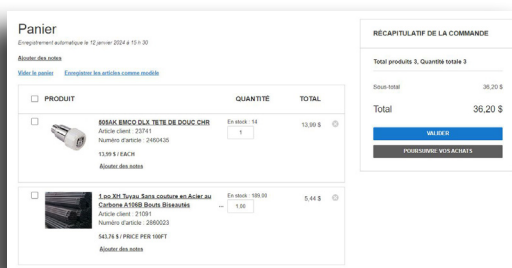 Panier
Enregistrement automatique le 12 janvier 2024 à 15 h 30
Ajouter des notes
Vider le panier Enregistrer les articles comme modèle
PRODUIT QUANTITÉ TOTAL
608AK EMCO DLX TETE DE DOUC CHR
Article client : 23741
Numéro d'article : 2460435
13,99 $ / EACH
Ajouter des notes
En stock : 14
1
13,99 $
1 po XH Tuyau Sans couture en Acier au
Carbone A106B Bouts Biseautés ...
Article client : 21091
Numéro d'article : 2860023
543.76 $ / PRICE PER 100FT
Ajouter des notes
En stock : 189,00
1,00
5,44 $
RÉCAPITULATIF DE LA COMMANDE
Total produits 3, Quantité totale 3
Sous-total 36,20 $
Total 36,20 $
VALIDER
POURSUIVRE VOS ACHATS